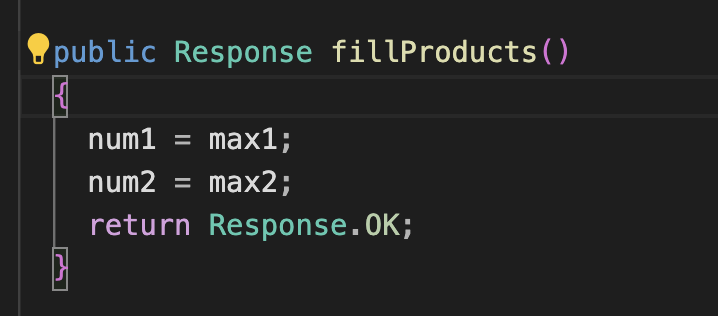 public Response fillProducts()
{
num1 = max1;
num2 = max2;
return Response.OK;
}